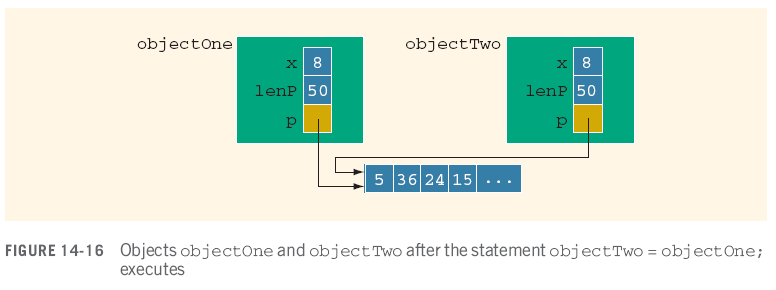 objectOne objectTwo
x 8 x 8
lenP 50 lenP 50
p p
5 36 24 15 ...
FIGURE 14-16 Objects objectOne and objectTwo after the statement objectTwo = objectOne;
executes